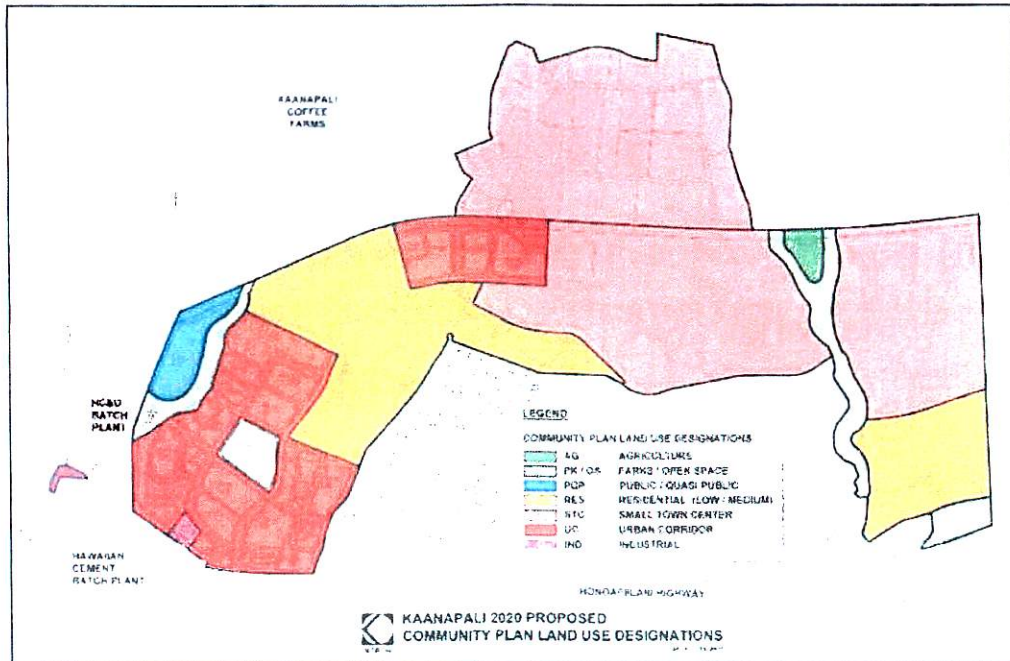 KAANAPALI
COFFEE
FARMS
HC&D
BATCH
PLANT
HAWAIIAN
CEMENT
BATCH PLANT
LEGEND
COMMUNITY PLAN LAND USE DESIGNATIONS
AG AGRICULTURE
PK / OS PARKS / OPEN SPACE
PQP PUBLIC / QUASI PUBLIC
RES RESIDENTIAL (LOW / MEDIUM)
STC SMALL TOWN CENTER
UC URBAN CORRIDOR
IND INDUSTRIAL
HONOAPIILANI HIGHWAY
KAANAPALI 2020 PROPOSED
COMMUNITY PLAN LAND USE DESIGNATIONS